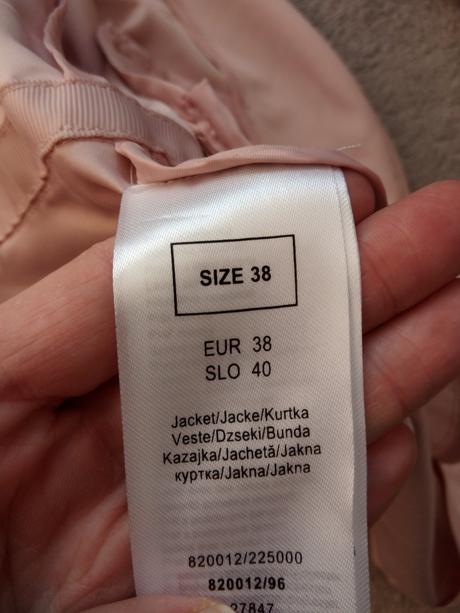 SIZE 38
EUR 38
SLO 40
Jacket/Jacke/Kurtka
Veste/Dzseki/Bunda
Kazajka/Jachetă/Jakna
куртка/Jakna/Jakna
820012/225000
820012/96
27847